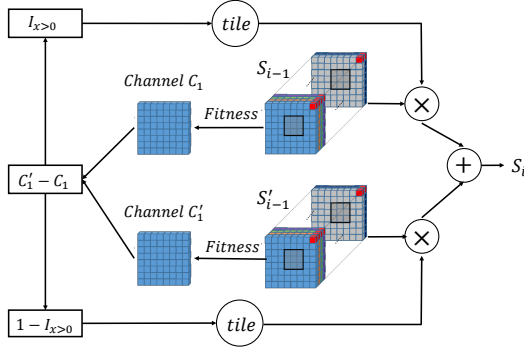 I_{x>0}
tile
Channel C_1
S_{i-1}
Fitness
×
C'_1 − C_1
+
S_i
Channel C'_1
S'_{i-1}
Fitness
×
1 − I_{x>0}
tile